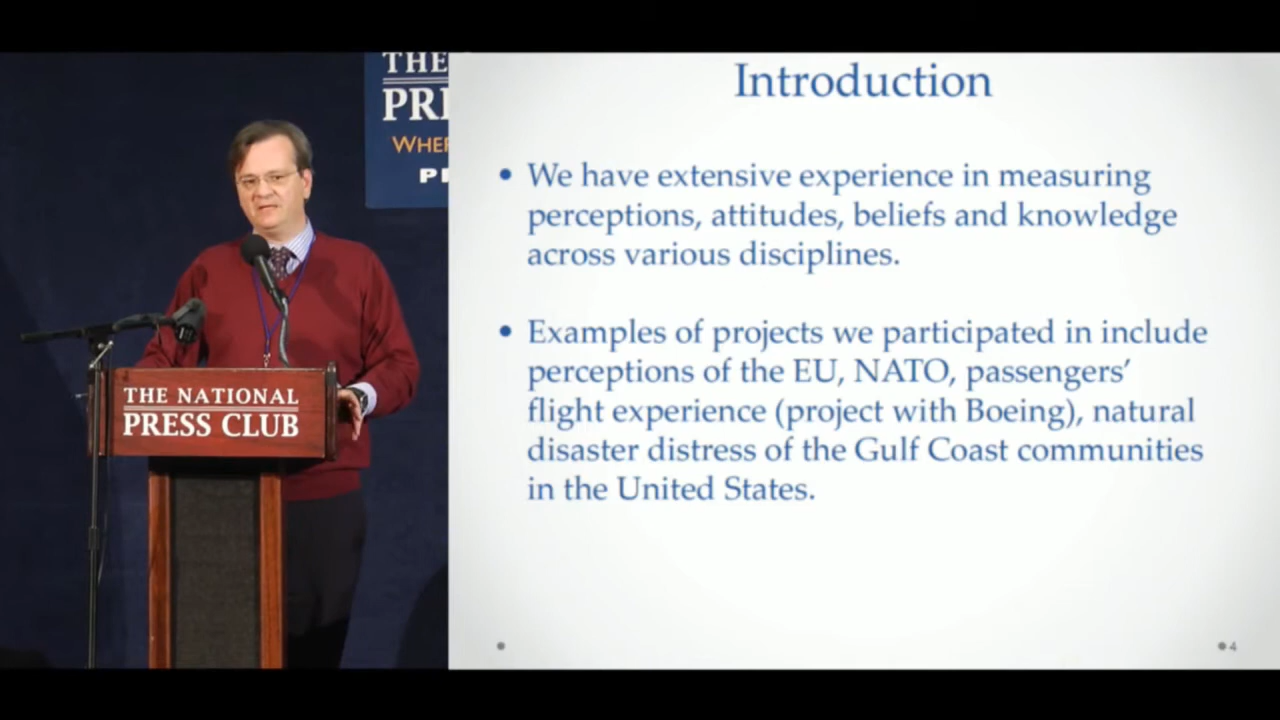 THE
PRE
WHER
THE NATIONAL
PRESS CLUB
Introduction
• We have extensive experience in measuring
perceptions, attitudes, beliefs and knowledge
across various disciplines.
• Examples of projects we participated in include
perceptions of the EU, NATO, passengers’
flight experience (project with Boeing), natural
disaster distress of the Gulf Coast communities
in the United States.
4